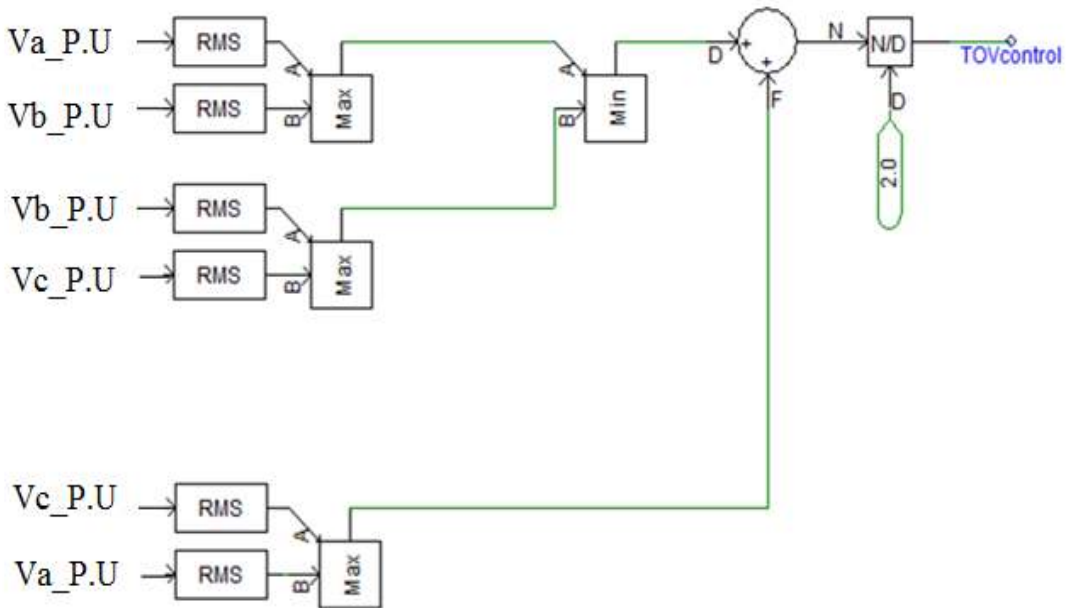 Va_P.U
RMS
A
Vb_P.U
RMS
B
Max
A
B
Min
D
+
+
F
N
N/D
D
2.0
TOVcontrol
Vb_P.U
RMS
A
Vc_P.U
RMS
B
Max
Vc_P.U
RMS
A
Va_P.U
RMS
B
Max